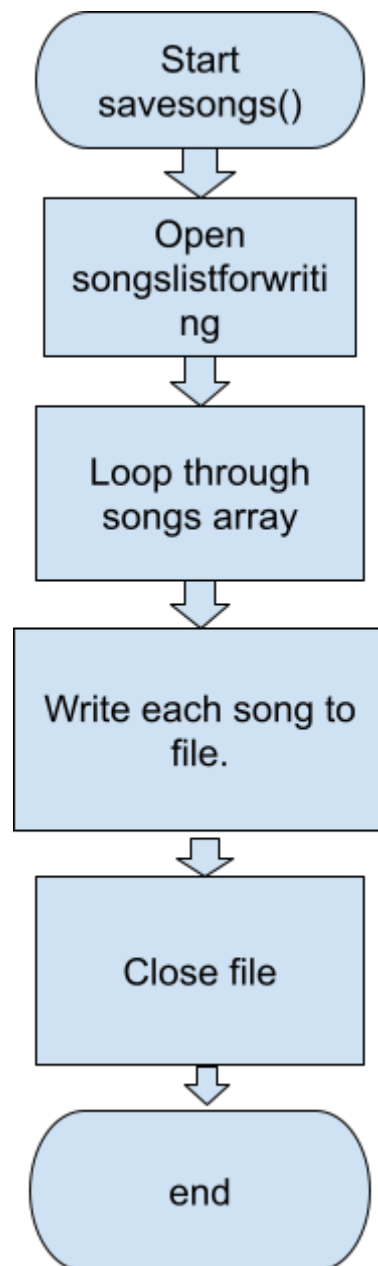 Start
savesongs()
Open
songslistforwriti
ng
Loop through
songs array
Write each song to
file.
Close file
end